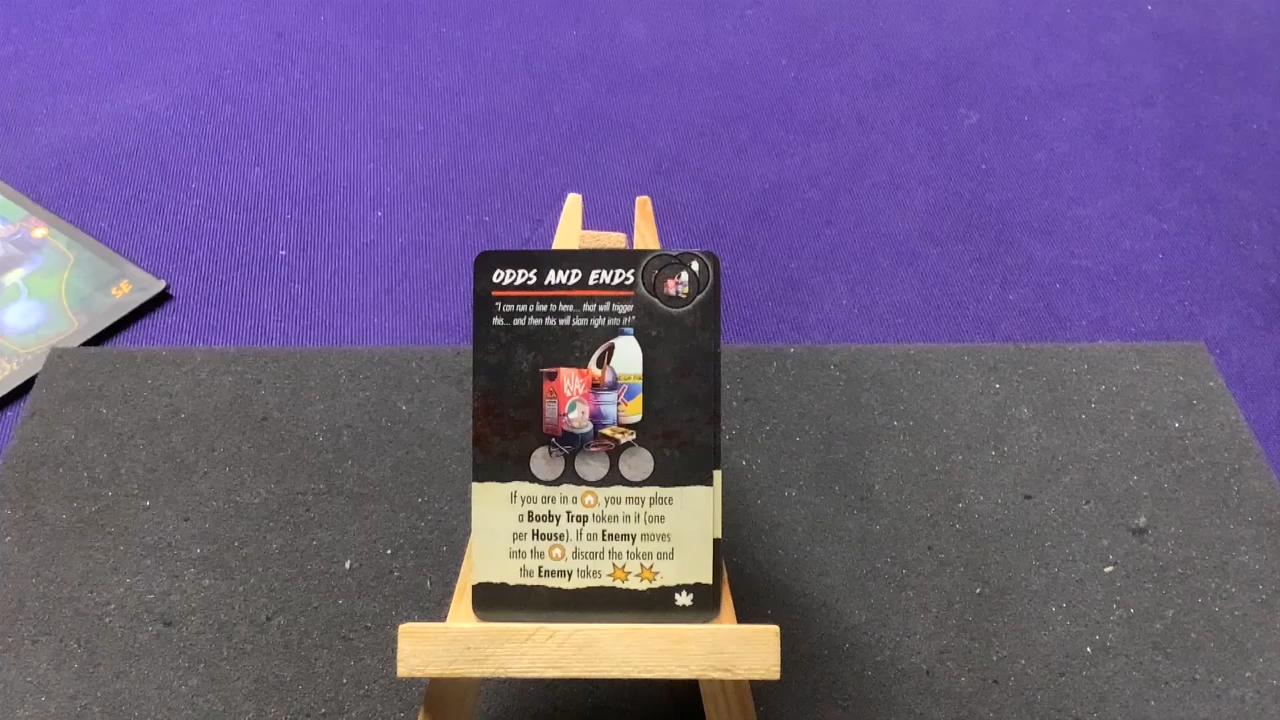 ODDS AND ENDS
"I can run a line to here... that will trigger
this... and then this will slam right into it!"
If you are in a , you may place
a Booby Trap token in it (one
per House). If an Enemy moves
into the , discard the token and
the Enemy takes .
SE